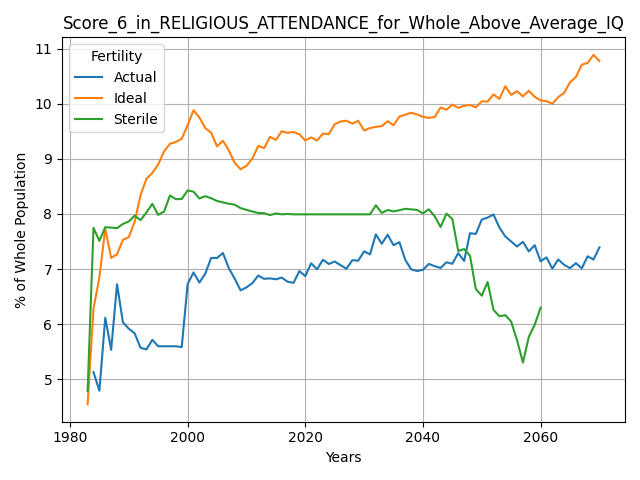 Score_6_in_RELIGIOUS_ATTENDANCE_for_Whole_Above_Average_IQ
Fertility
Actual
Ideal
Sterile
% of Whole Population
11
10
9
8
7
6
5
1980
2000
2020
2040
2060
Years